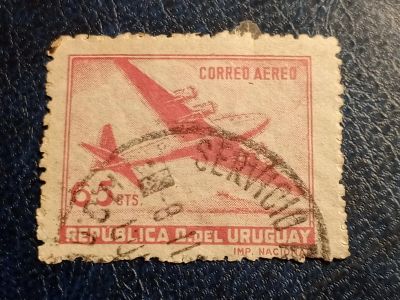 CORREO AEREO
SERVICIO
65 CTS.
REPUBLICA O. DEL URUGUAY
IMP. NACIONAL